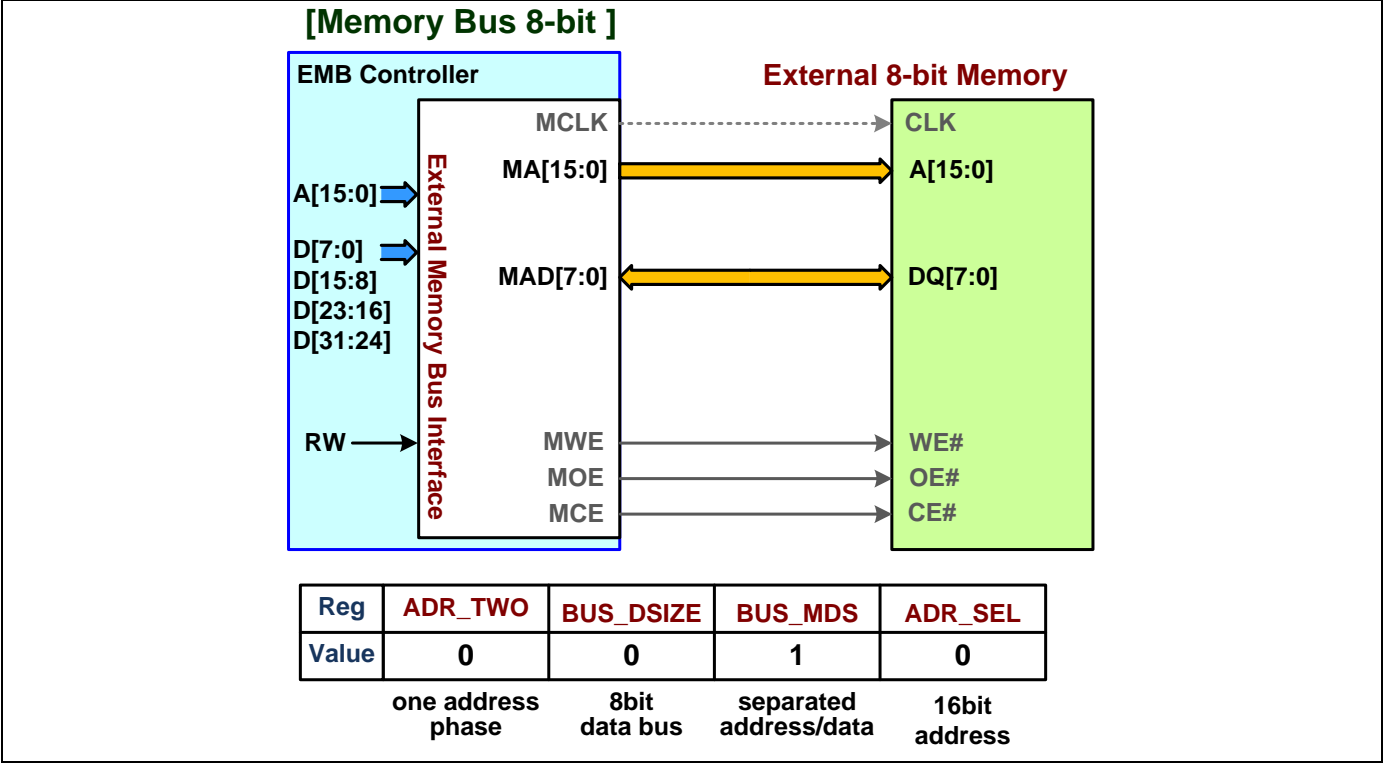 [Memory Bus 8-bit ]
EMB Controller
External 8-bit Memory
MCLK
CLK
MA[15:0]
A[15:0]
A[15:0]
External Memory Bus Interface
D[7:0]
D[15:8]
D[23:16]
D[31:24]
MAD[7:0]
DQ[7:0]
RW
MWE
WE#
MOE
OE#
MCE
CE#
Reg ADR_TWO BUS_DSIZE BUS_MDS ADR_SEL
Value 0 0 1 0
one address phase
8bit data bus
separated address/data
16bit address